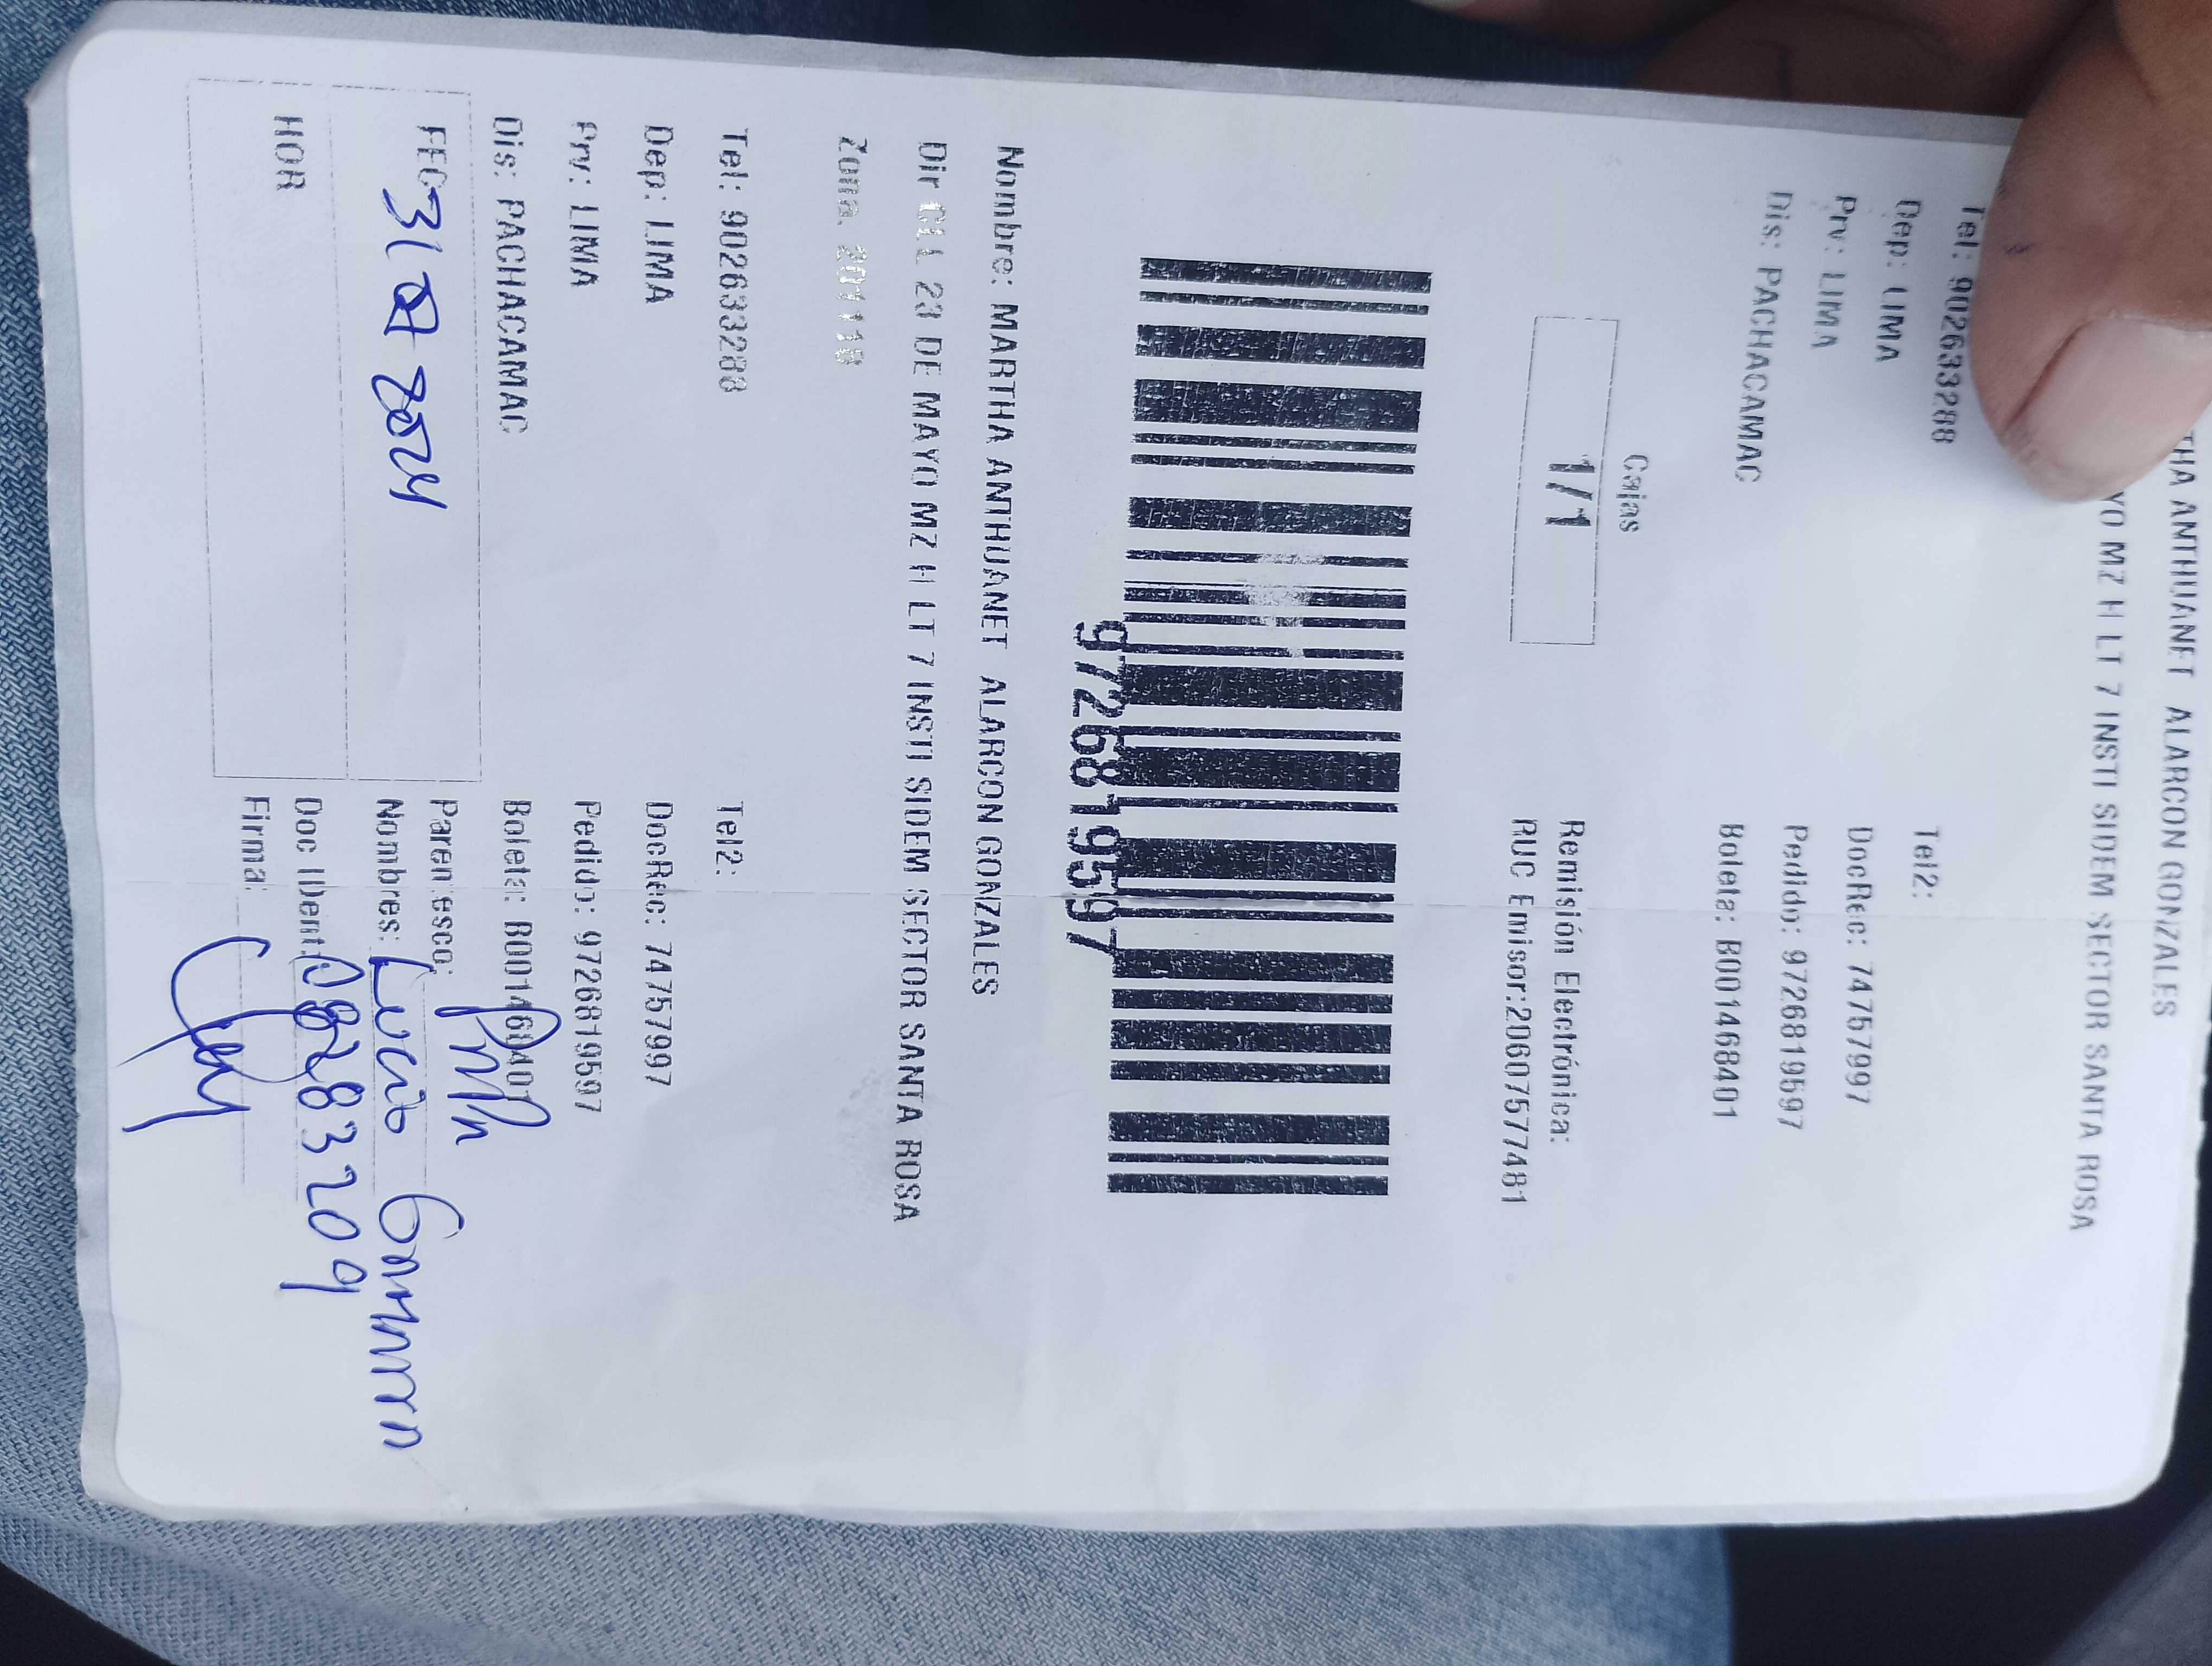 THA ANTHUANET ALARCON GONZALES
YO MZ H LT 7 INSTI SIDEM SECTOR SANTA ROSA
Tel: 902633288 Tel2:
Dep: LIMA DocRec: 74757997
Prv: LIMA Pedido: 9726819597
Dis: PACHACAMAC Boleta: B001468401
Cajas
1/1
Remisión Electrónica:
RUC Emisor:20607577481
9726819597
Nombre: MARTHA ANTHUANET ALARCON GONZALES
Dir CLL 23 DE MAYO MZ H LT 7 INSTI SIDEM SECTOR SANTA ROSA
Zona. 201118
Tel: 902633288 Tel2:
Dep: LIMA DocRec: 74757997
Prv: LIMA Pedido: 9726819597
Dis: PACHACAMAC Boleta: B001468401
FEC 31 07 2024
HOR
Parentesco:
Nombres: Lucio
Doc IDent: 08283209
Firma: